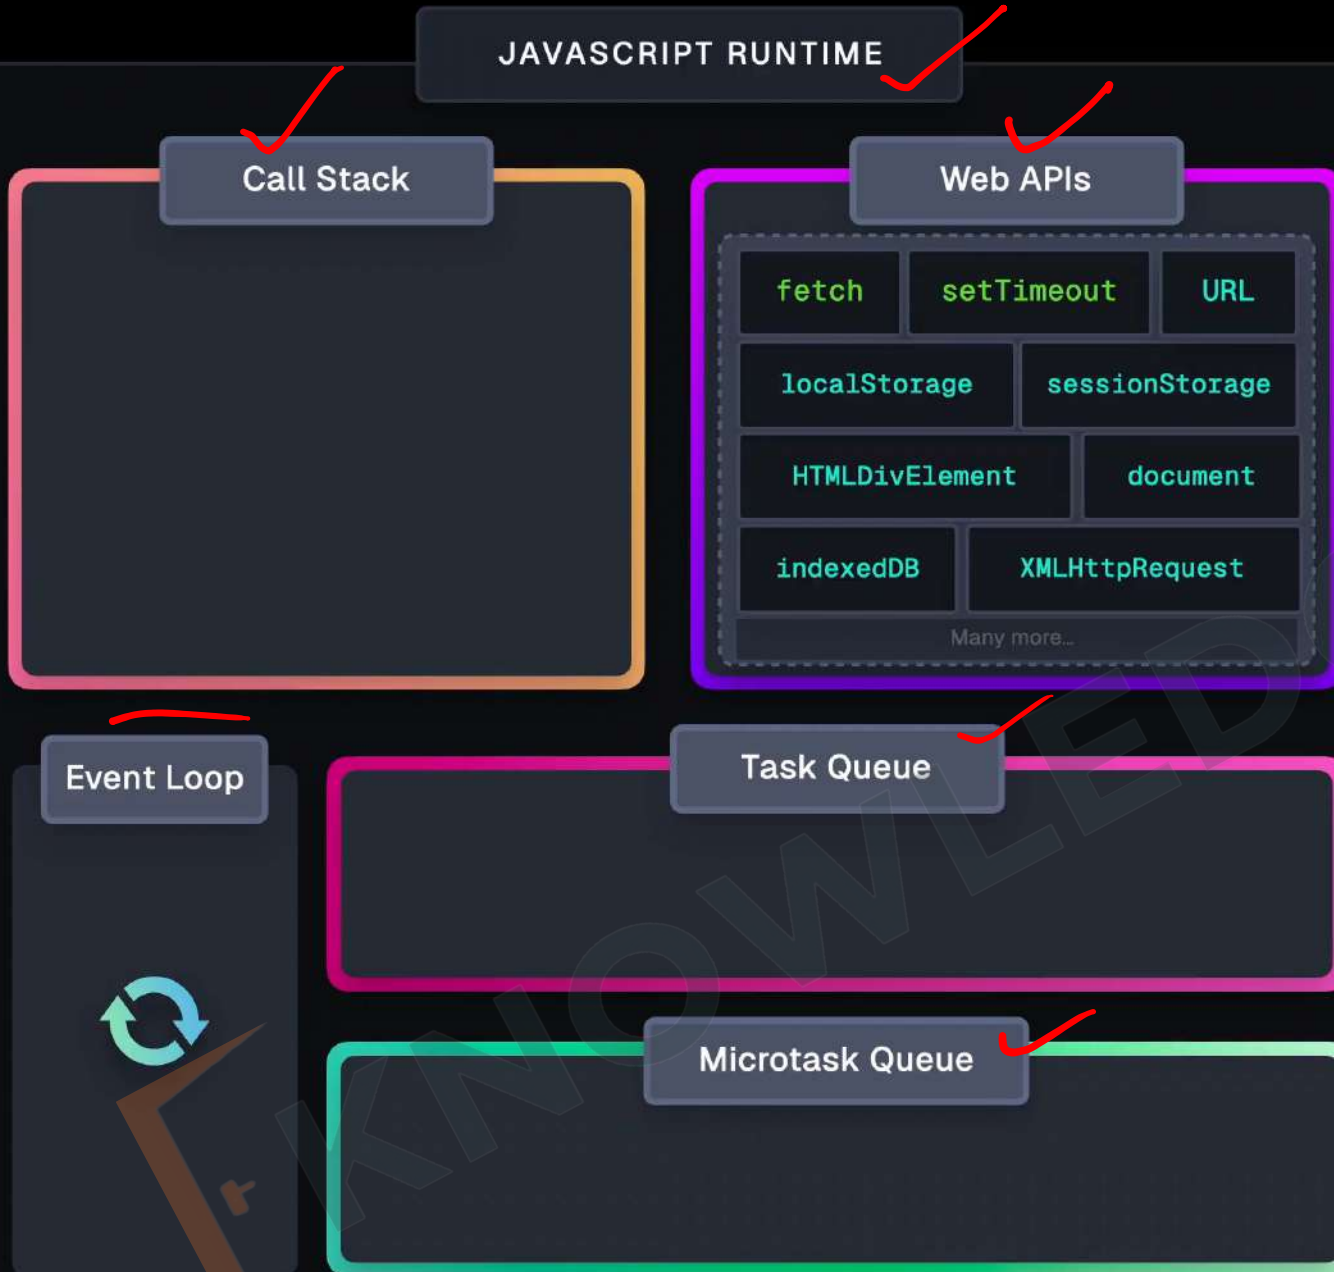 JAVASCRIPT RUNTIME
Call Stack
Web APIs
fetch setTimeout URL
localStorage sessionStorage
HTMLDivElement document
indexedDB XMLHttpRequest
Many more...
Event Loop
Task Queue
Microtask Queue
KNOWLED